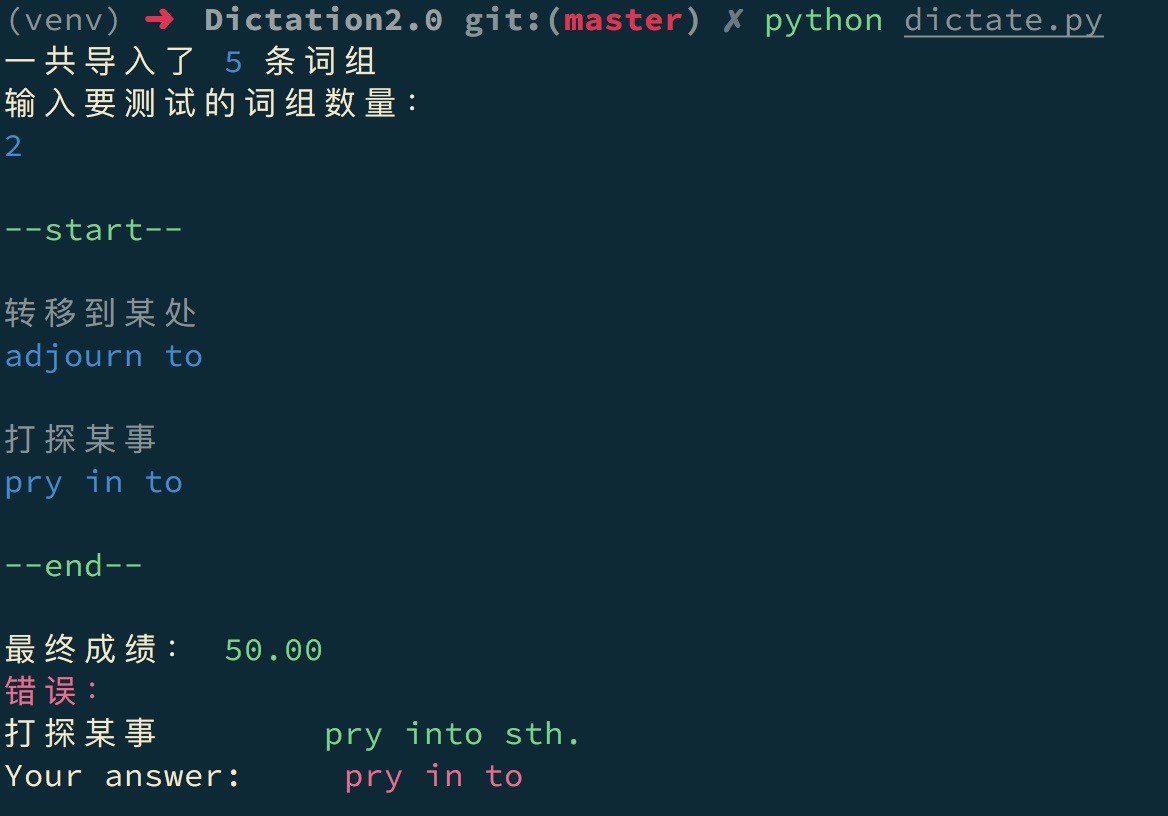 (venv) ➜ Dictation2.0 git:(master) ✗ python dictate.py
一共导入了 5 条词组
输入要测试的词组数量：
2
--start--
转移到某处
adjourn to
打探某事
pry in to
--end--
最终成绩： 50.00
错误：
打探某事 pry into sth.
Your answer: pry in to